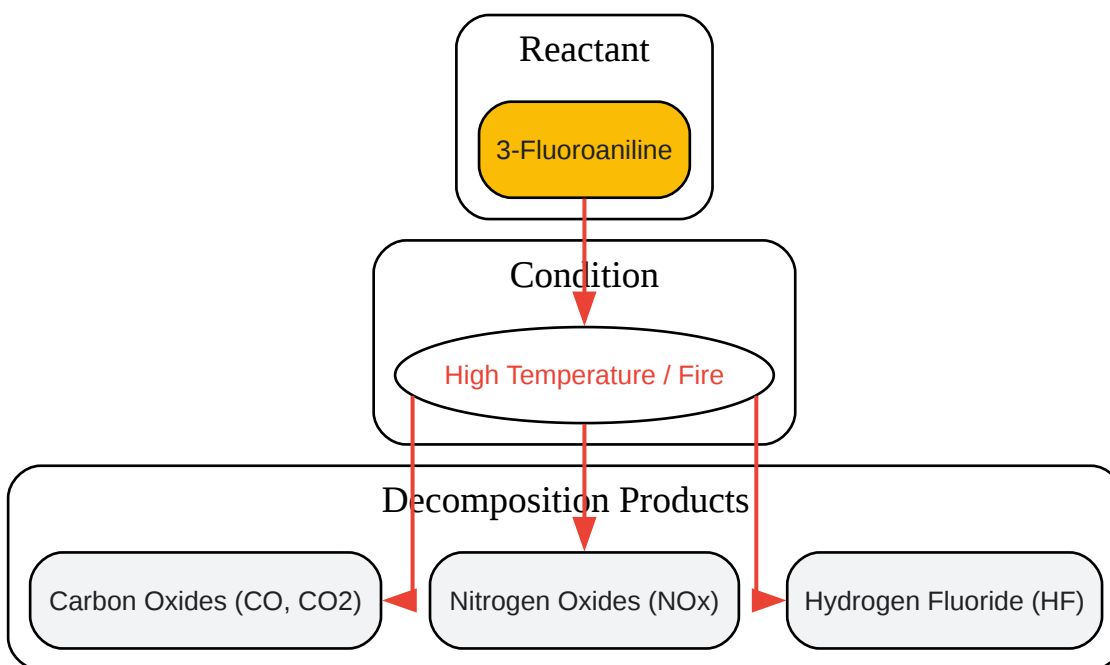 Reactant
3-Fluoroaniline
Condition
High Temperature / Fire
Decomposition Products
Carbon Oxides (CO, CO2)
Nitrogen Oxides (NOx)
Hydrogen Fluoride (HF)